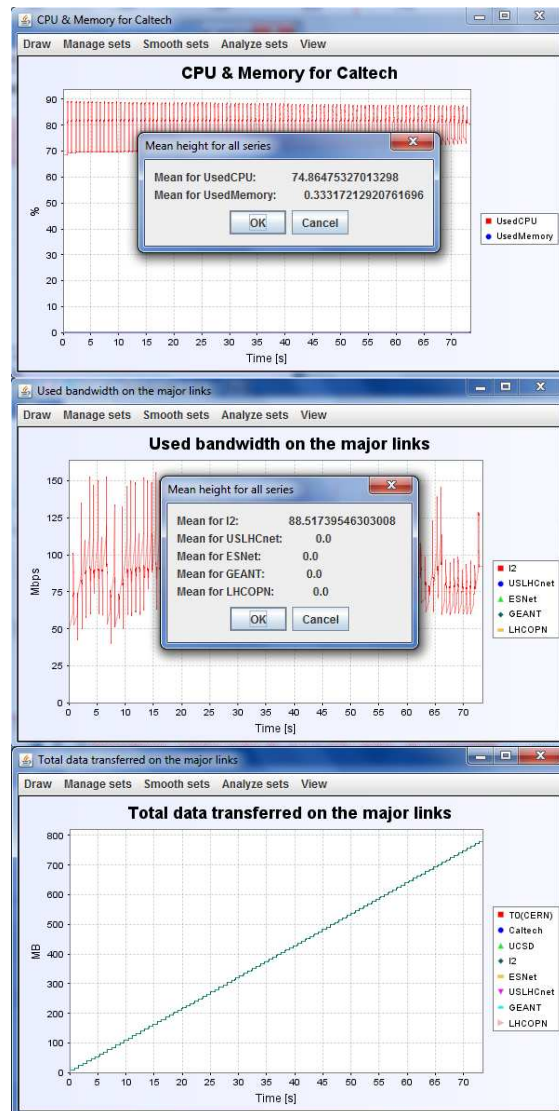 CPU & Memory for Caltech
Draw Manage sets Smooth sets Analyze sets View
CPU & Memory for Caltech
90
80
70
60
50
40
30
20
10
0
%
0 5 10 15 20 25 30 35 40 45 50 55 60 65 70
Time [s]
UsedCPU
UsedMemory
Mean height for all series
Mean for UsedCPU: 74.86475327013298
Mean for UsedMemory: 0.33317212920761696
OK Cancel
Used bandwidth on the major links
Draw Manage sets Smooth sets Analyze sets View
Used bandwidth on the major links
150
125
100
75
50
25
0
Mbps
0 5 10 15 20 25 30 35 40 45 50 55 60 65 70
Time [s]
I2
USLHCnet
ESNet
GEANT
LHCOPN
Mean height for all series
Mean for I2: 88.51739546303008
Mean for USLHCnet: 0.0
Mean for ESNet: 0.0
Mean for GEANT: 0.0
Mean for LHCOPN: 0.0
OK Cancel
Total data transferred on the major links
Draw Manage sets Smooth sets Analyze sets View
Total data transferred on the major links
800
700
600
500
400
300
200
100
0
MB
0 5 10 15 20 25 30 35 40 45 50 55 60 65 70
Time [s]
T0(CERN)
Caltech
UCSD
I2
ESNet
USLHCnet
GEANT
LHCOPN